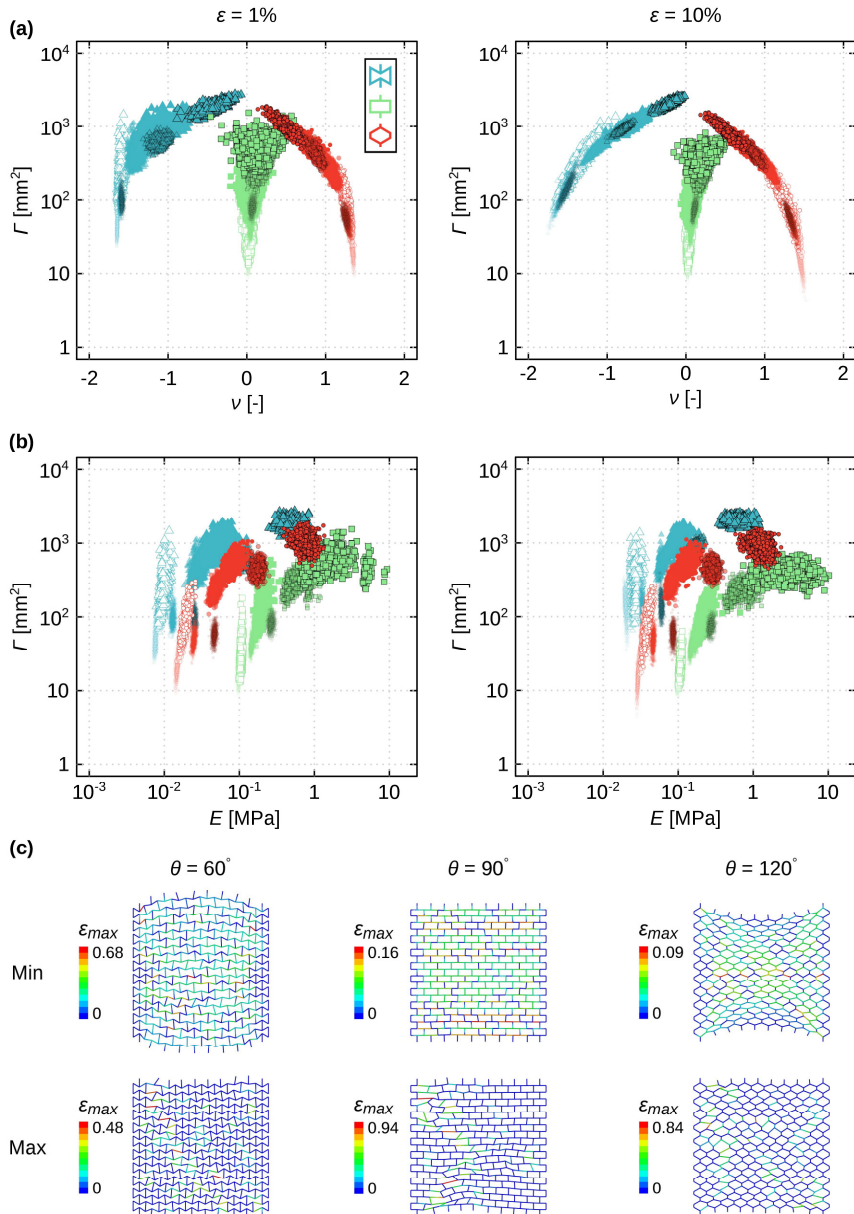 (a)
ε = 1%
ε = 10%
Γ [mm²]
10⁴
10³
10²
10
1
-2
-1
0
1
2
ν [-]
Γ [mm²]
10⁴
10³
10²
10
1
-2
-1
0
1
2
ν [-]
(b)
Γ [mm²]
10⁴
10³
10²
10
1
10⁻³
10⁻²
10⁻¹
1
10
E [MPa]
Γ [mm²]
10⁴
10³
10²
10
1
10⁻³
10⁻²
10⁻¹
1
10
E [MPa]
(c)
θ = 60°
θ = 90°
θ = 120°
Min
εmax
0.68
0
εmax
0.16
0
εmax
0.09
0
Max
εmax
0.48
0
εmax
0.94
0
εmax
0.84
0